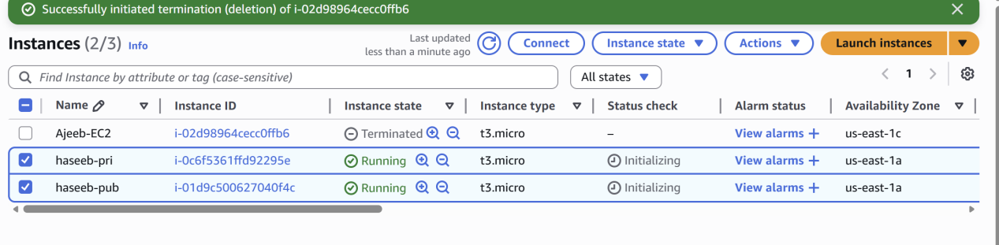 Successfully initiated termination (deletion) of i-02d98964cecc0ffb6
Instances (2/3) Info
Last updated
less than a minute ago
Connect
Instance state
Actions
Launch instances
Find Instance by attribute or tag (case-sensitive)
All states
1
Name Instance ID Instance state Instance type Status check Alarm status Availability Zone
Ajeeb-EC2 i-02d98964cecc0ffb6 Terminated t3.micro – View alarms + us-east-1c
haseeb-pri i-0c6f5361ffd92295e Running t3.micro Initializing View alarms + us-east-1a
haseeb-pub i-01d9c500627040f4c Running t3.micro Initializing View alarms + us-east-1a